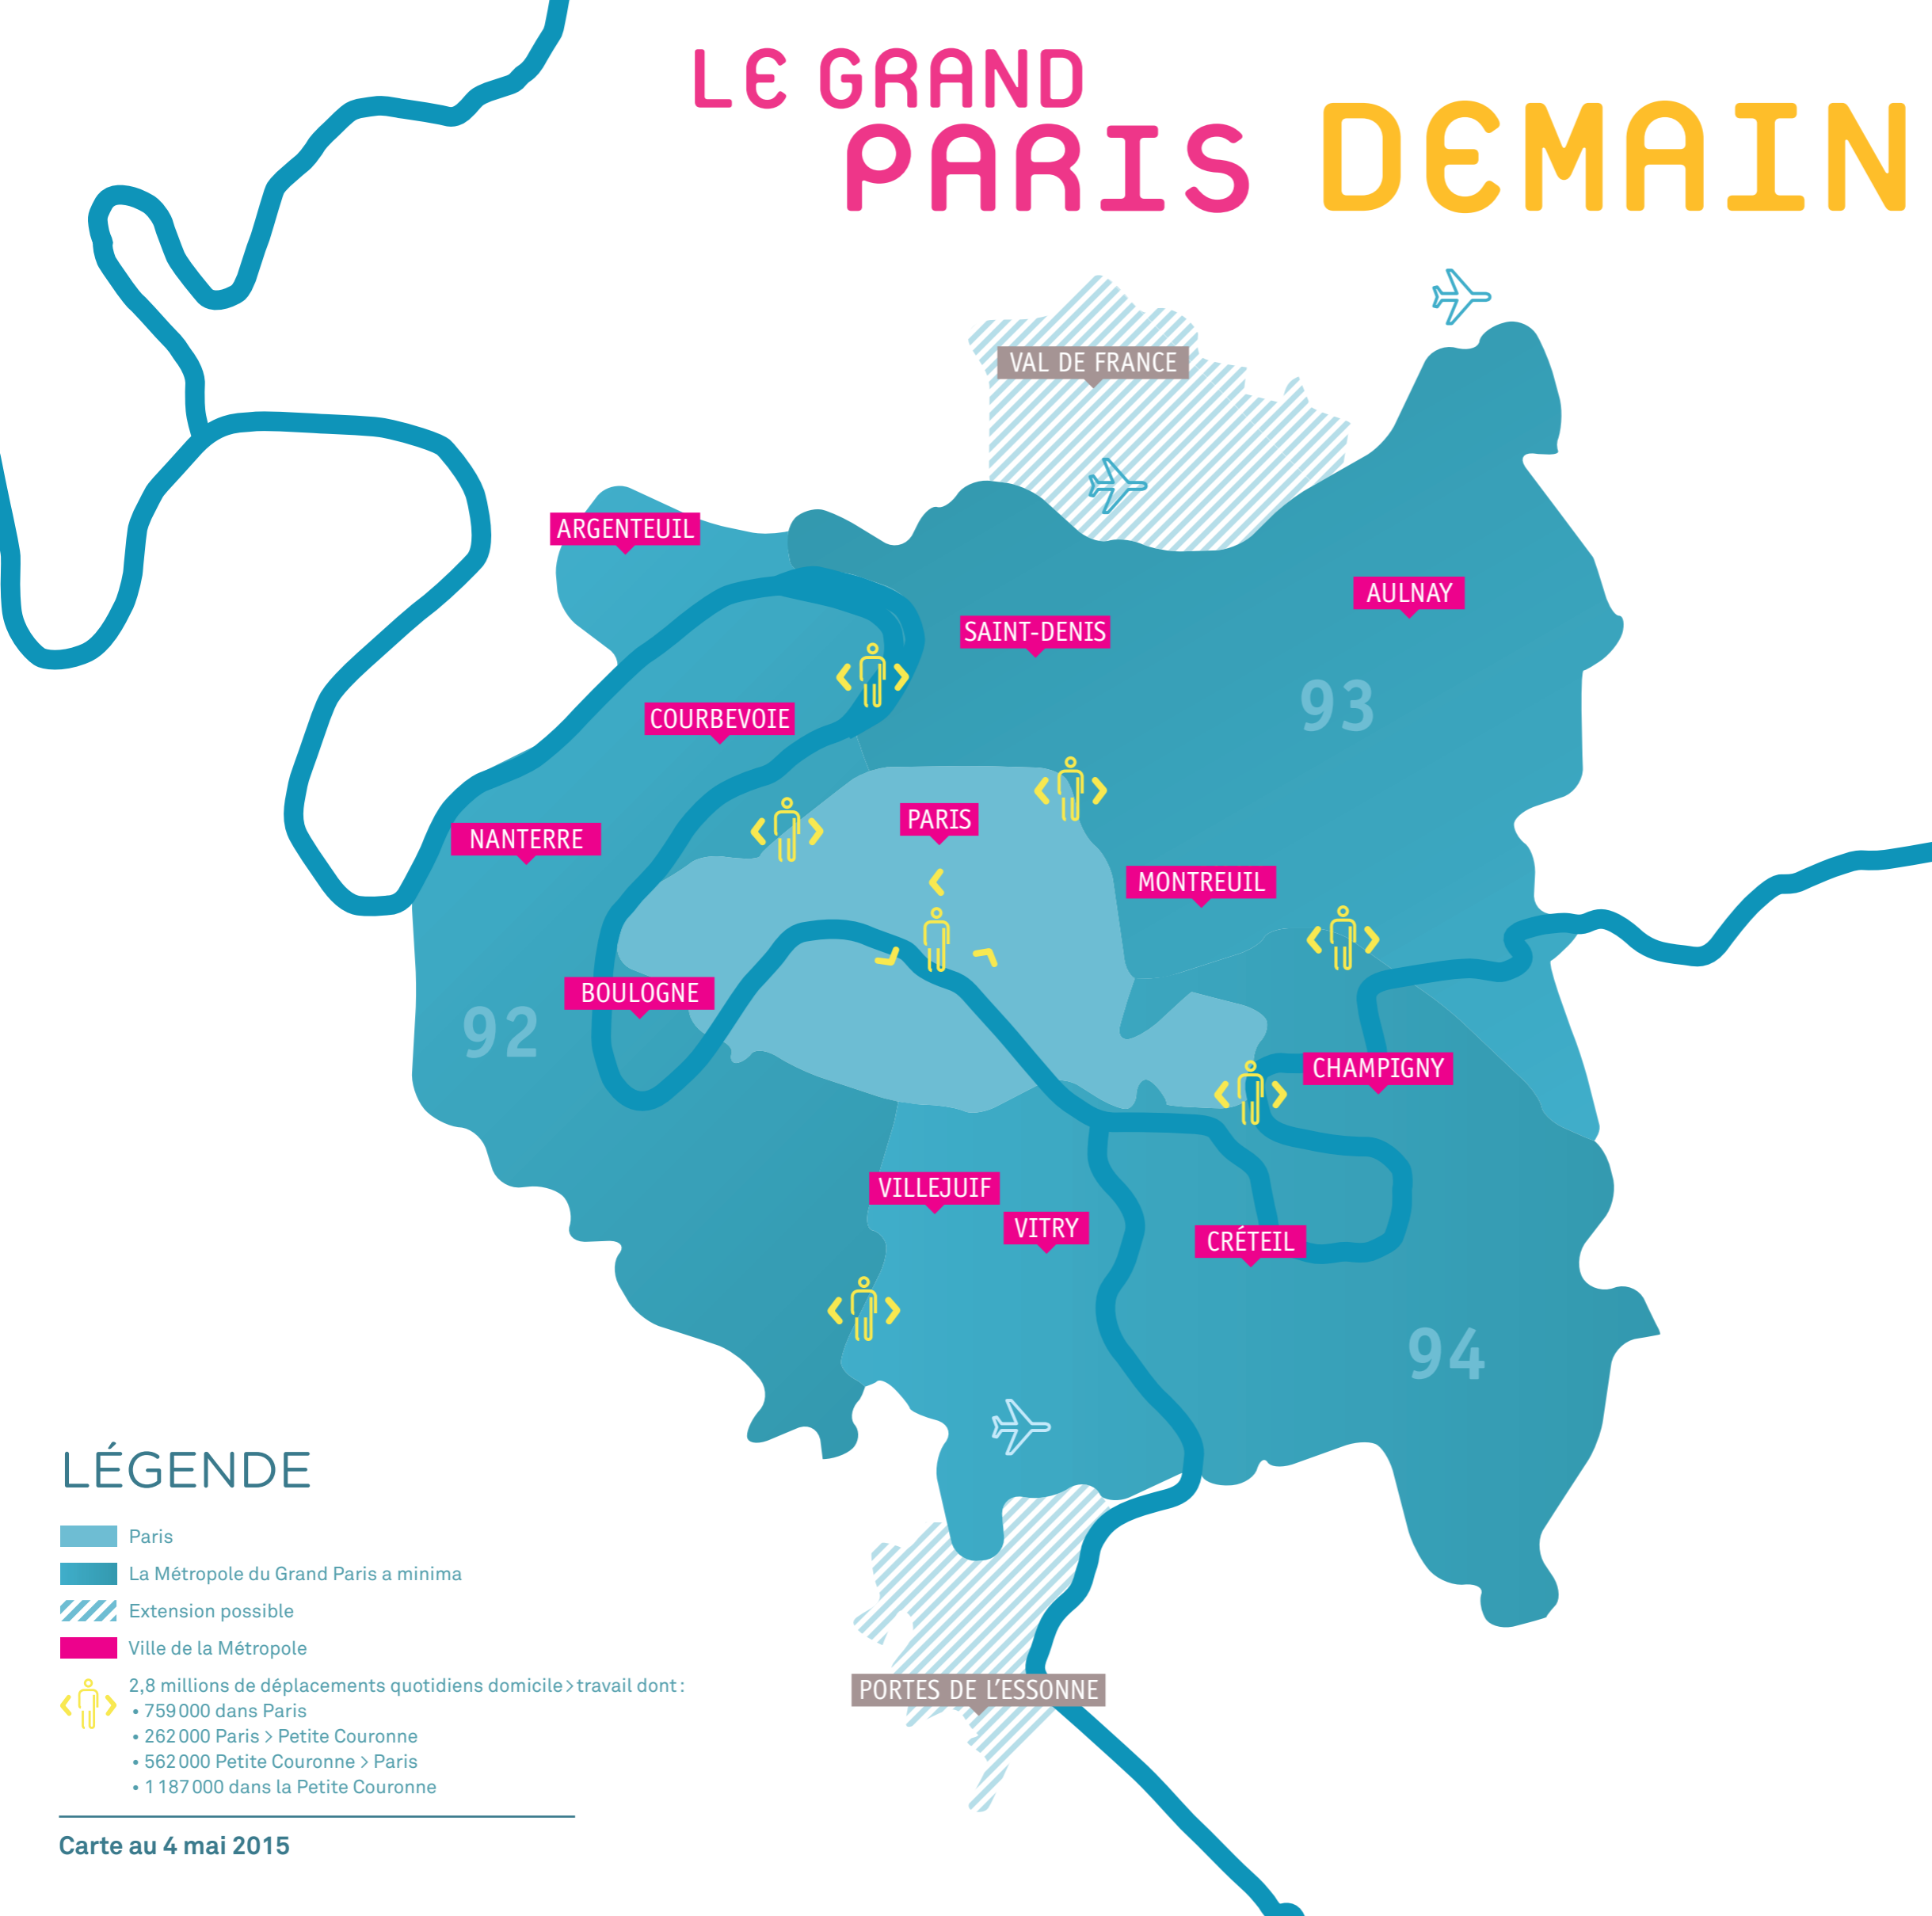 LE GRAND
PARIS DEMAIN
VAL DE FRANCE
ARGENTEUIL
AULNAY
SAINT-DENIS
93
COURBEVOIE
PARIS
NANTERRE
MONTREUIL
BOULOGNE
92
CHAMPIGNY
VILLEJUIF
VITRY
CRÉTEIL
94
PORTES DE L'ESSONNE
LÉGENDE
Paris
La Métropole du Grand Paris a minima
Extension possible
Ville de la Métropole
2,8 millions de déplacements quotidiens domicile > travail dont :
• 759 000 dans Paris
• 262 000 Paris > Petite Couronne
• 562 000 Petite Couronne > Paris
• 1 187 000 dans la Petite Couronne
Carte au 4 mai 2015